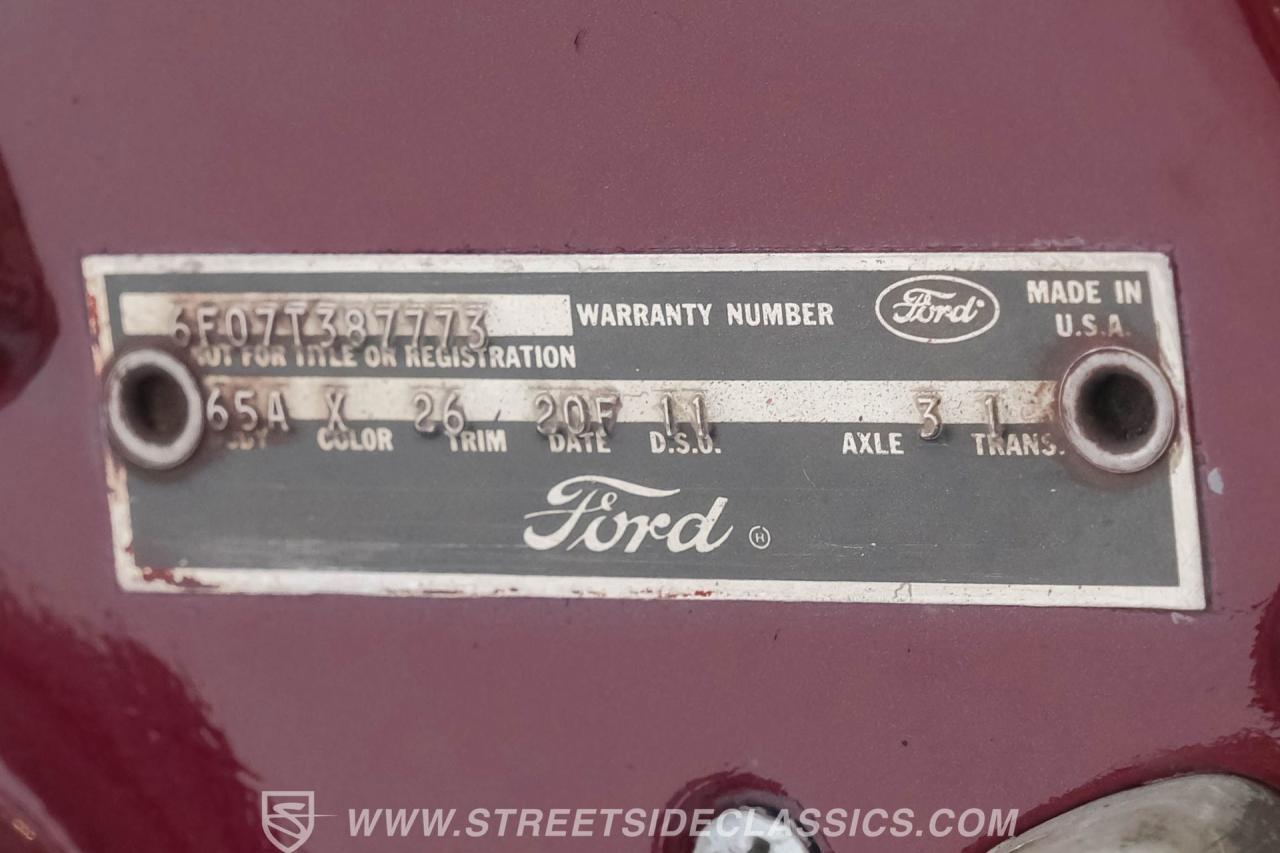 6F07T387773 WARRANTY NUMBER Ford MADE IN U.S.A.
NOT FOR TITLE OR REGISTRATION
65A X 26 20F 11 3 1
BODY COLOR TRIM DATE D.S.O. AXLE TRANS.
Ford H
WWW.STREETSIDECLASSICS.COM